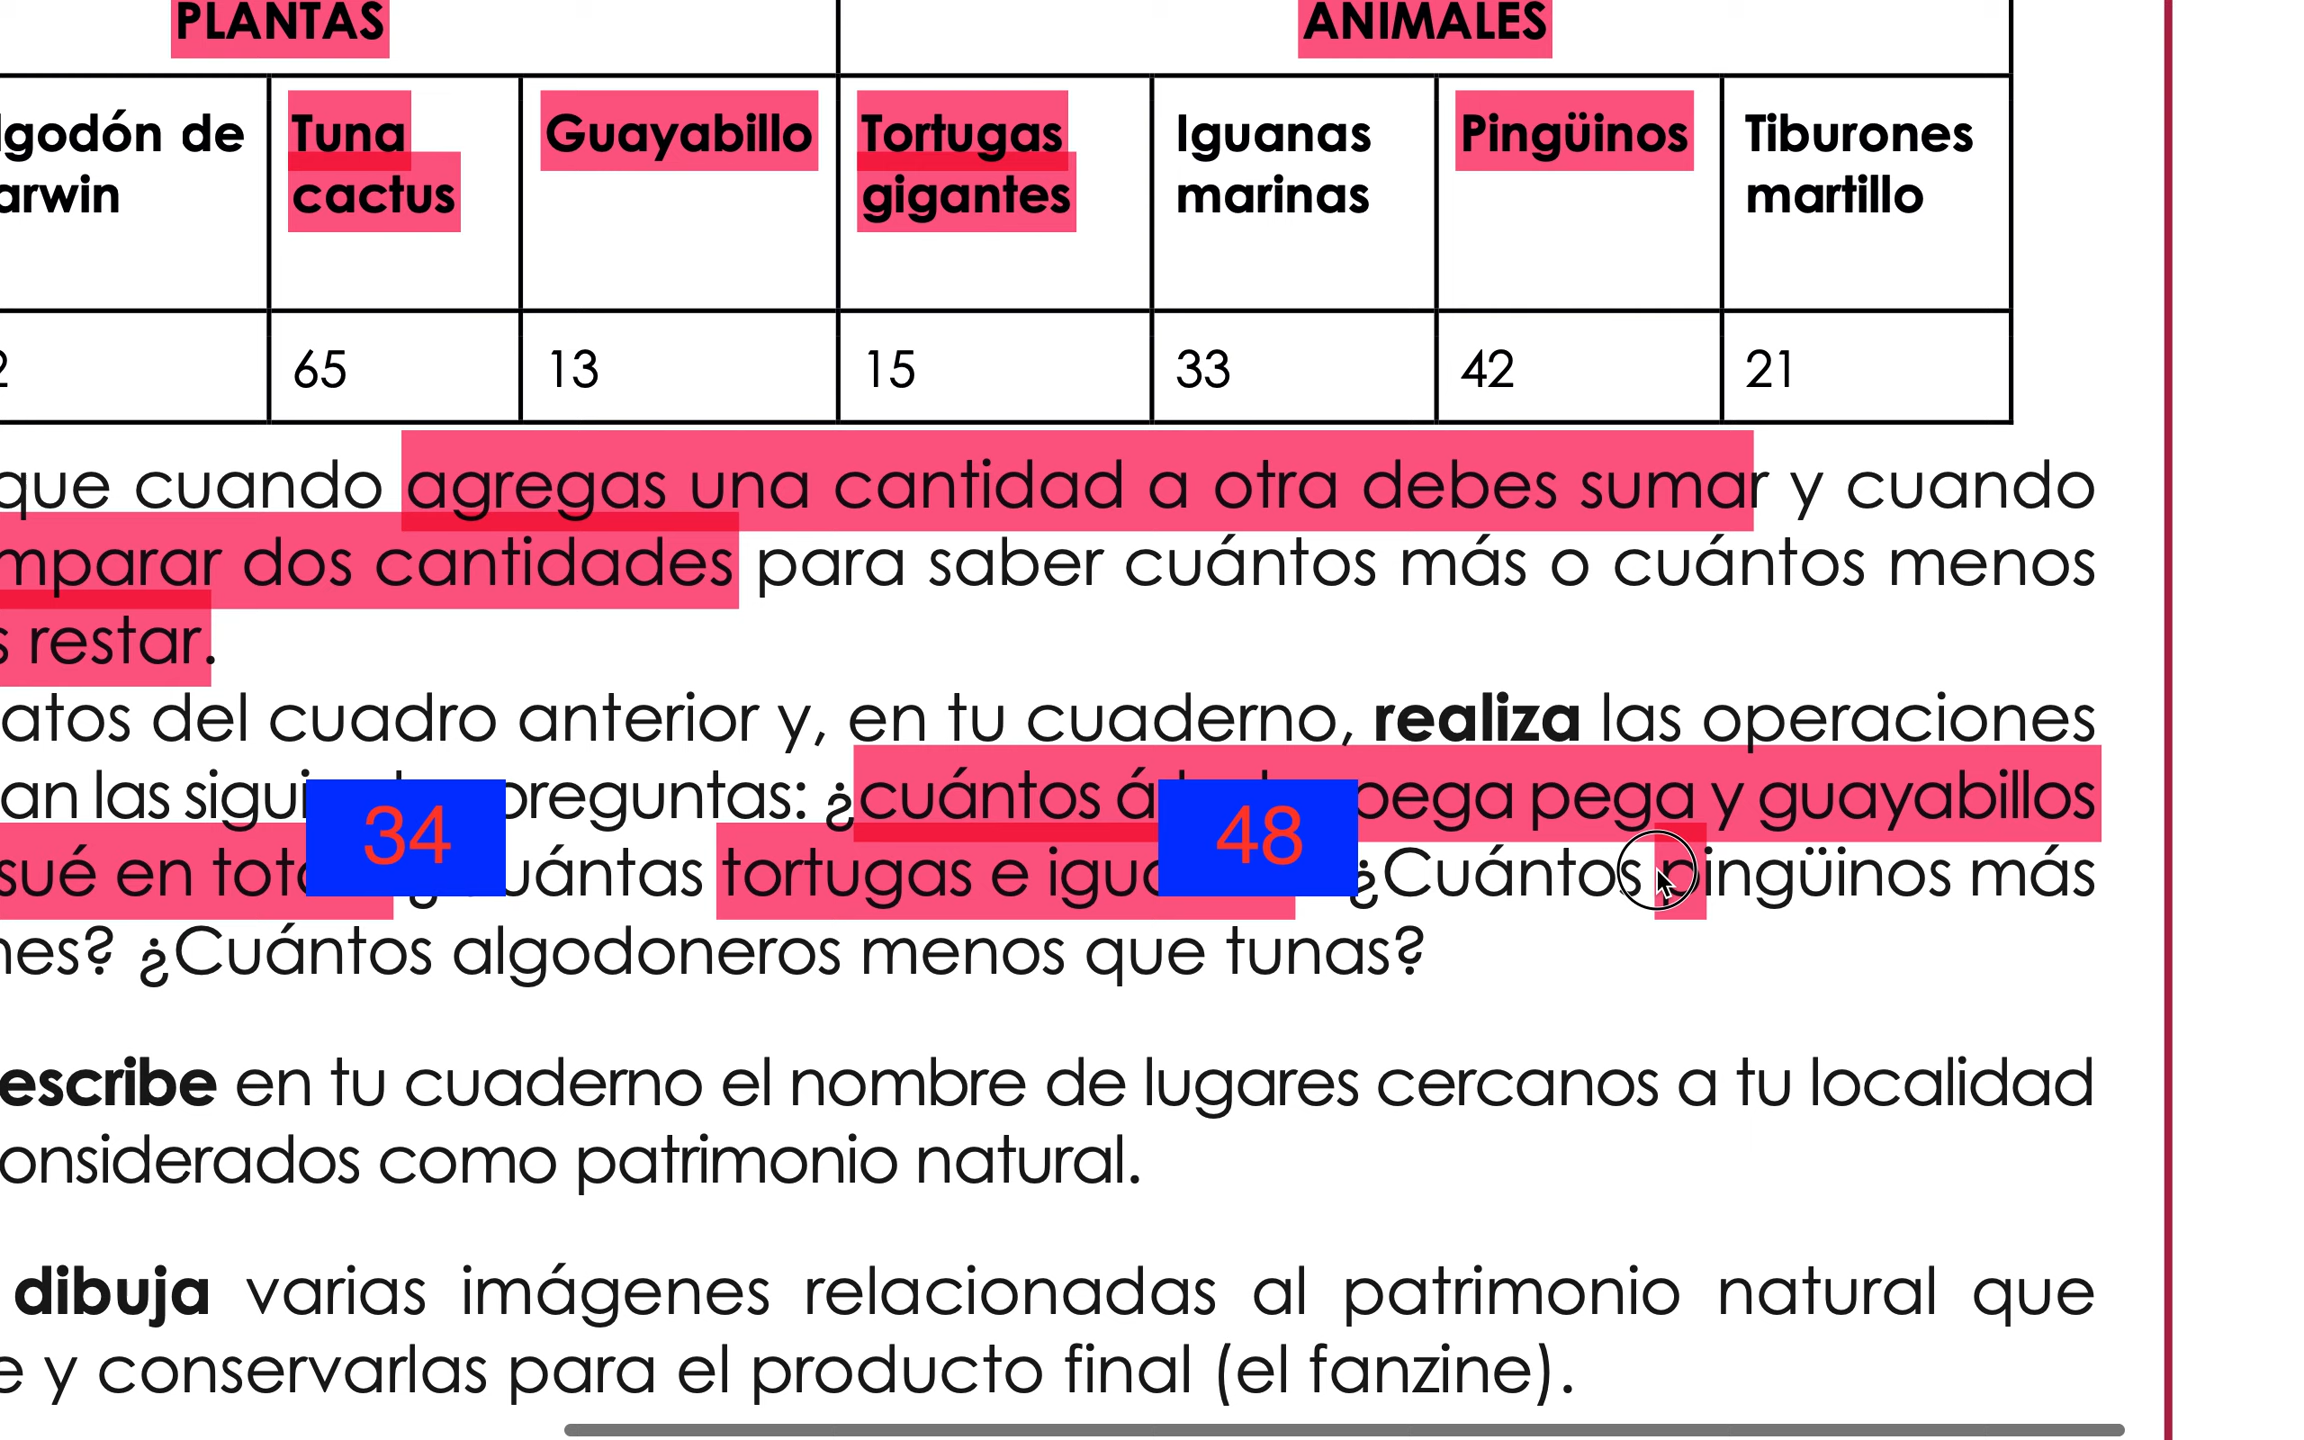 PLANTAS ANIMALES
lgodón de Tuna Guayabillo Tortugas Iguanas Pingüinos Tiburones
arwin cactus gigantes marinas martillo
2 65 13 15 33 42 21
que cuando agregas una cantidad a otra debes sumar y cuando
mparar dos cantidades para saber cuántos más o cuántos menos
s restar.
atos del cuadro anterior y, en tu cuaderno, realiza las operaciones
an las sigui preguntas: ¿cuántos á pega pega y guayabillos
34 48
sué en tota uántas tortugas e igua ¿Cuántos pingüinos más
nes? ¿Cuántos algodoneros menos que tunas?
escribe en tu cuaderno el nombre de lugares cercanos a tu localidad
onsiderados como patrimonio natural.
dibuja varias imágenes relacionadas al patrimonio natural que
e y conservarlas para el producto final (el fanzine).